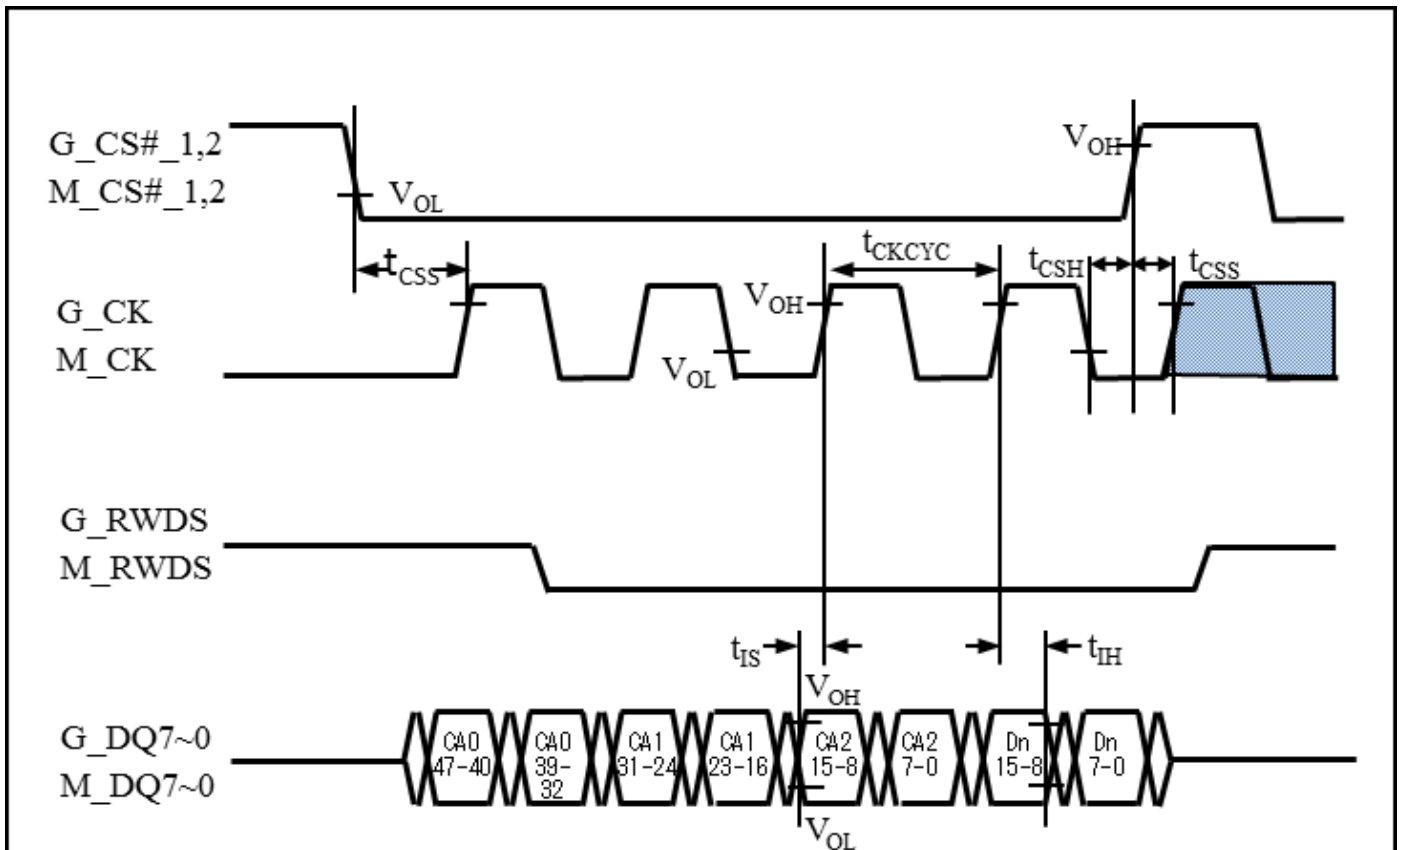 G_CS#_1,2
M_CS#_1,2
VOL
VOH
tCSS
tCKCYC
tCSH
tCSS
G_CK
M_CK
VOH
VOL
G_RWDS
M_RWDS
tIS
tIH
VOH
G_DQ7~0
M_DQ7~0
CA0
47-40
CA0
39-
32
CA1
31-24
CA1
23-16
CA2
15-8
CA2
7-0
Dn
15-8
Dn
7-0
VOL